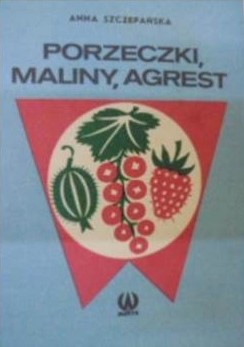 ANNA SZCZEPAŃSKA
PORZECZKI,
MALINY, AGREST